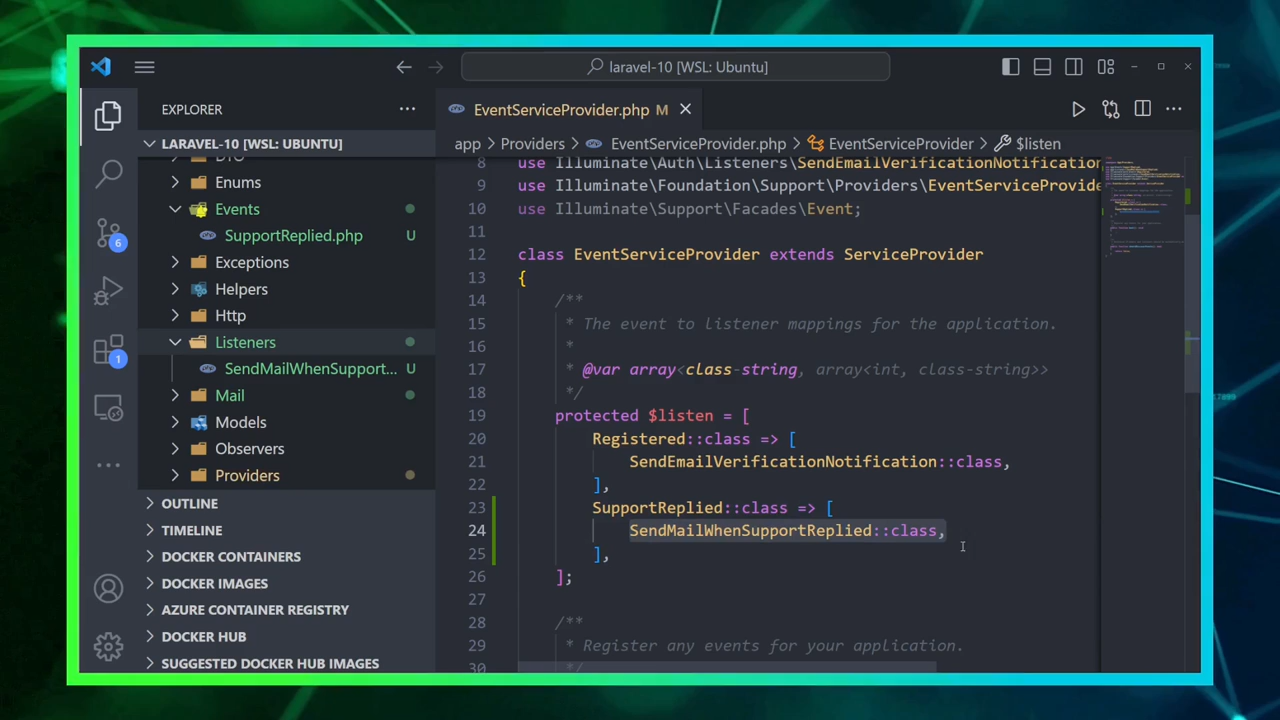 laravel-10 [WSL: Ubuntu]
EXPLORER
LARAVEL-10 [WSL: UBUNTU]
DTO
Enums
Events
SupportReplied.php U
Exceptions
Helpers
Http
Listeners
SendMailWhenSupport... U
Mail
Models
Observers
Providers
OUTLINE
TIMELINE
DOCKER CONTAINERS
DOCKER IMAGES
AZURE CONTAINER REGISTRY
DOCKER HUB
SUGGESTED DOCKER HUB IMAGES
6
1
EventServiceProvider.php M
app > Providers > EventServiceProvider.php > EventServiceProvider > $listen
8 use Illuminate\Auth\Listeners\SendEmailVerificationNotification
9 use Illuminate\Foundation\Support\Providers\EventServiceProvide
10 use Illuminate\Support\Facades\Event;
11
12 class EventServiceProvider extends ServiceProvider
13 {
14 /**
15 * The event to listener mappings for the application.
16 *
17 * @var array<class-string, array<int, class-string>>
18 */
19 protected $listen = [
20 Registered::class => [
21 SendEmailVerificationNotification::class,
22 ],
23 SupportReplied::class => [
24 SendMailWhenSupportReplied::class,
25 ],
26 ];
27
28 /**
29 * Register any events for your application.
30 */